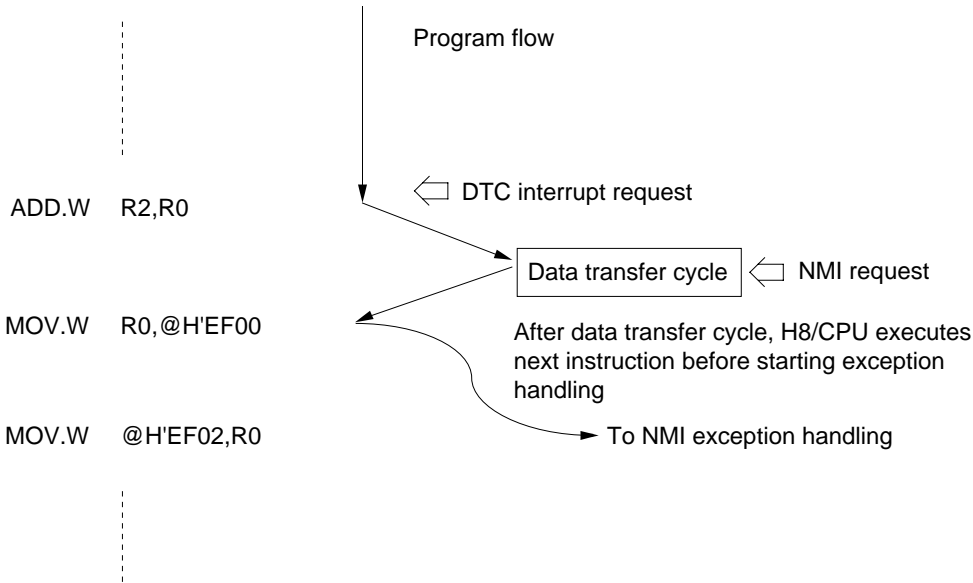 Program flow
ADD.W R2,R0
DTC interrupt request
Data transfer cycle
NMI request
MOV.W R0,@H'EF00
After data transfer cycle, H8/CPU executes
next instruction before starting exception
handling
MOV.W @H'EF02,R0
To NMI exception handling